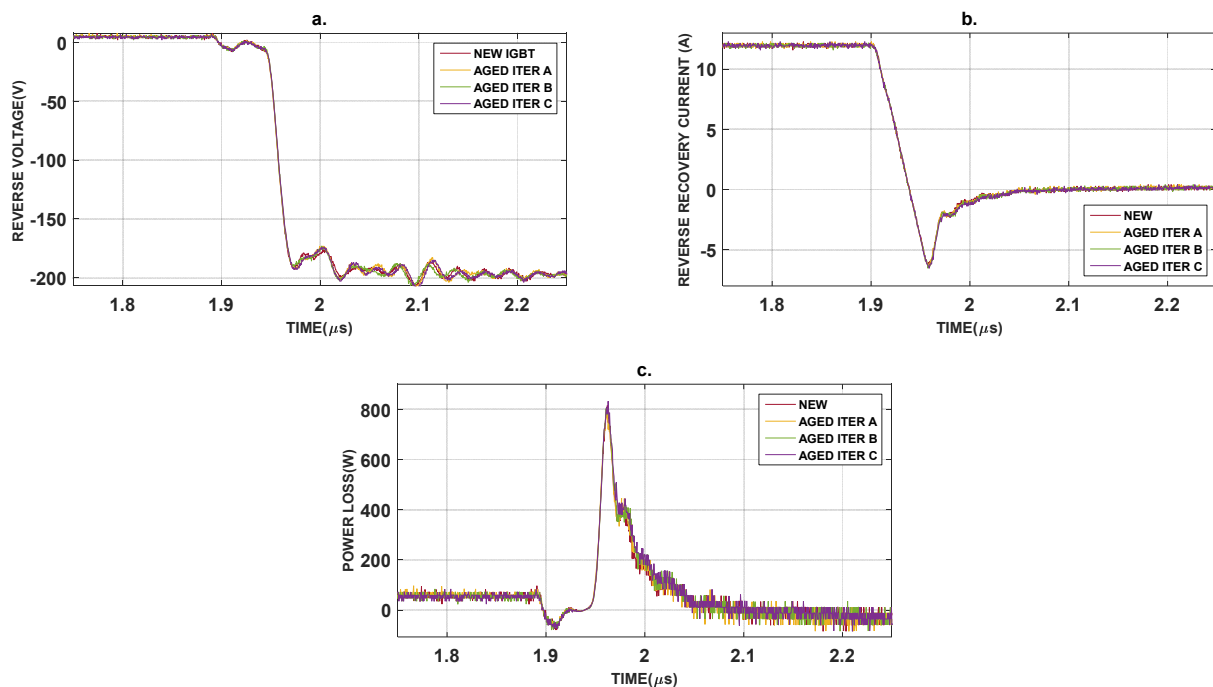 a.
REVERSE VOLTAGE(V)
0
-50
-100
-150
-200
NEW IGBT
AGED ITER A
AGED ITER B
AGED ITER C
1.8
1.9
2
2.1
2.2
TIME(μs)
b.
REVERSE RECOVERY CURRENT (A)
10
5
0
-5
NEW
AGED ITER A
AGED ITER B
AGED ITER C
1.8
1.9
2
2.1
2.2
TIME(μs)
c.
POWER LOSS(W)
800
600
400
200
0
NEW
AGED ITER A
AGED ITER B
AGED ITER C
1.8
1.9
2
2.1
2.2
TIME(μs)